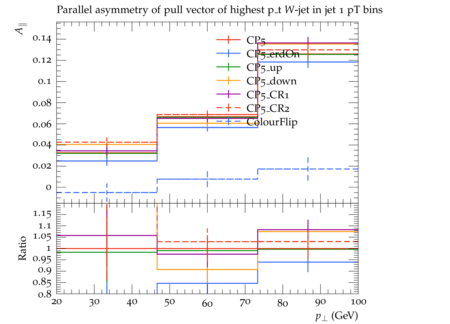 Parallel asymmetry of pull vector of highest p_t W-jet in jet 1 pT bins
A∥
0.14
0.12
0.1
0.08
0.06
0.04
0.02
0
CP5
CP5_erdOn
CP5_up
CP5_down
CP5_CR1
CP5_CR2
ColourFlip
Ratio
1.15
1.1
1.05
1
0.95
0.9
0.85
0.8
20 30 40 50 60 70 80 90 100
p⊥ (GeV)